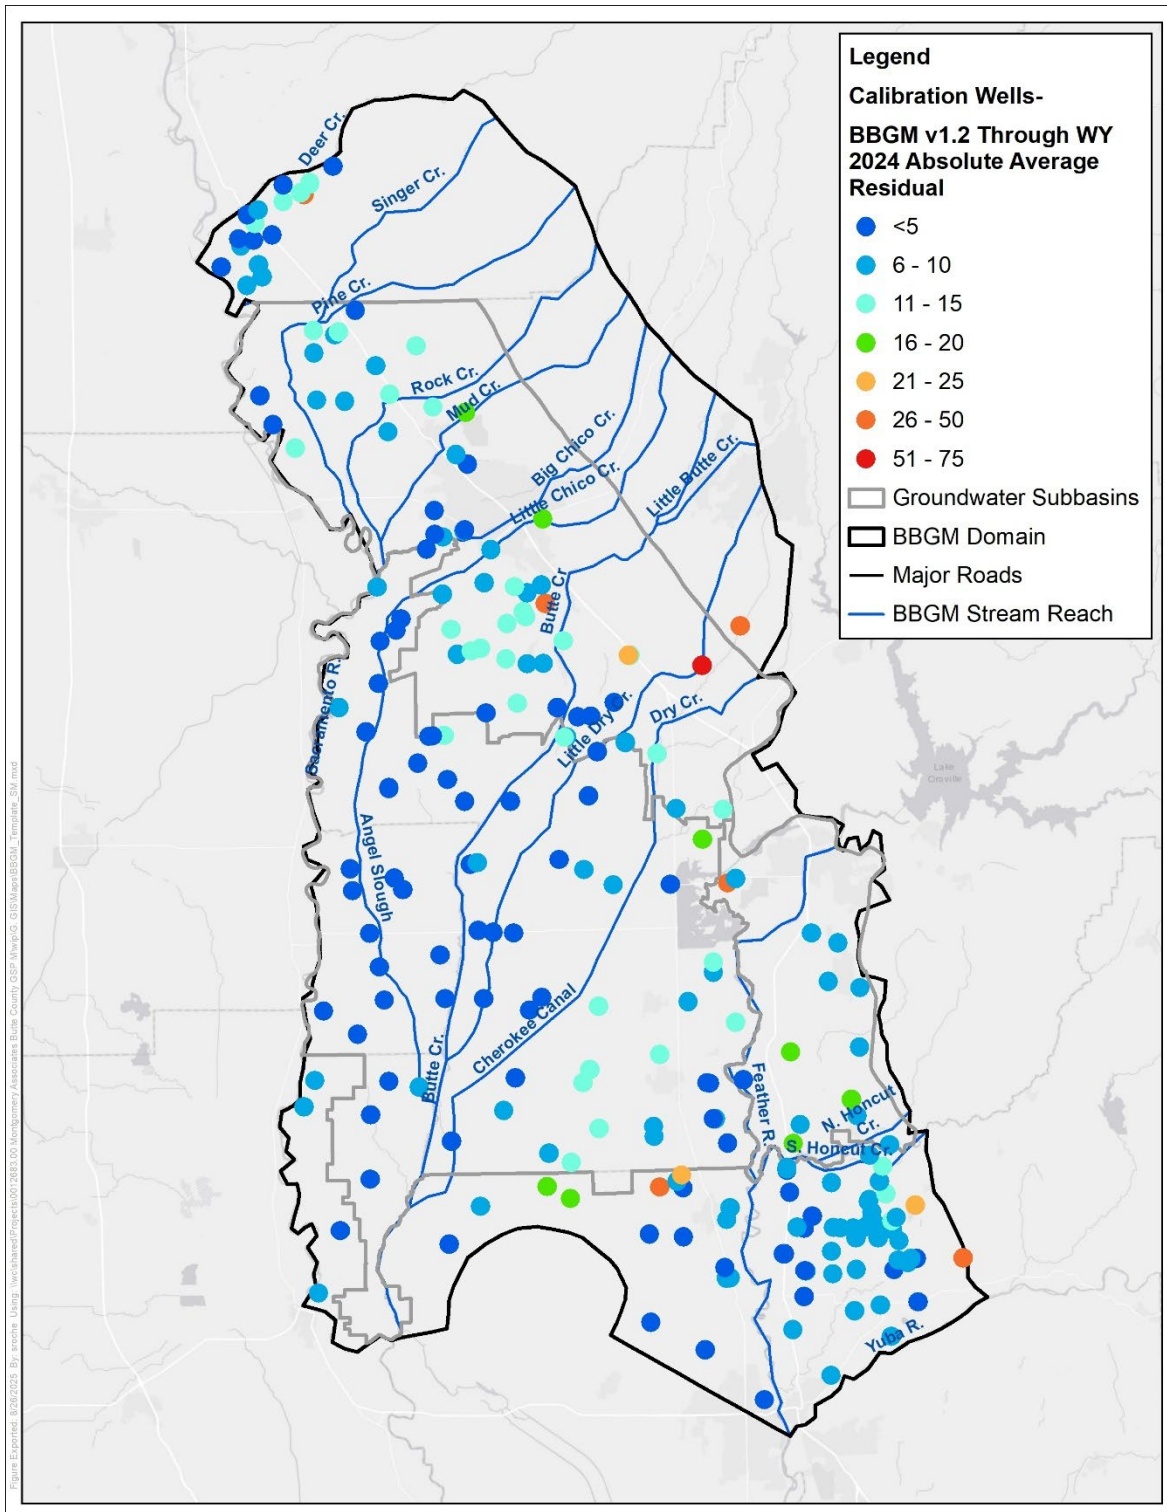 Legend
Calibration Wells-
BBGM v1.2 Through WY
2024 Absolute Average
Residual
<5
6 - 10
11 - 15
16 - 20
21 - 25
26 - 50
51 - 75
Groundwater Subbasins
BBGM Domain
Major Roads
BBGM Stream Reach
Deer Cr.
Singer Cr.
Pine Cr.
Rock Cr.
Mud Cr.
Big Chico Cr.
Little Chico Cr.
Little Butte Cr.
Butte Cr
Sacramento R.
Little Dry Cr.
Dry Cr.
Lake
Oroville
Angel Slough
Cherokee Canal
Butte Cr.
Feather R.
N. Honcut
Cr.
S. Honcut Cr.
Yuba R.